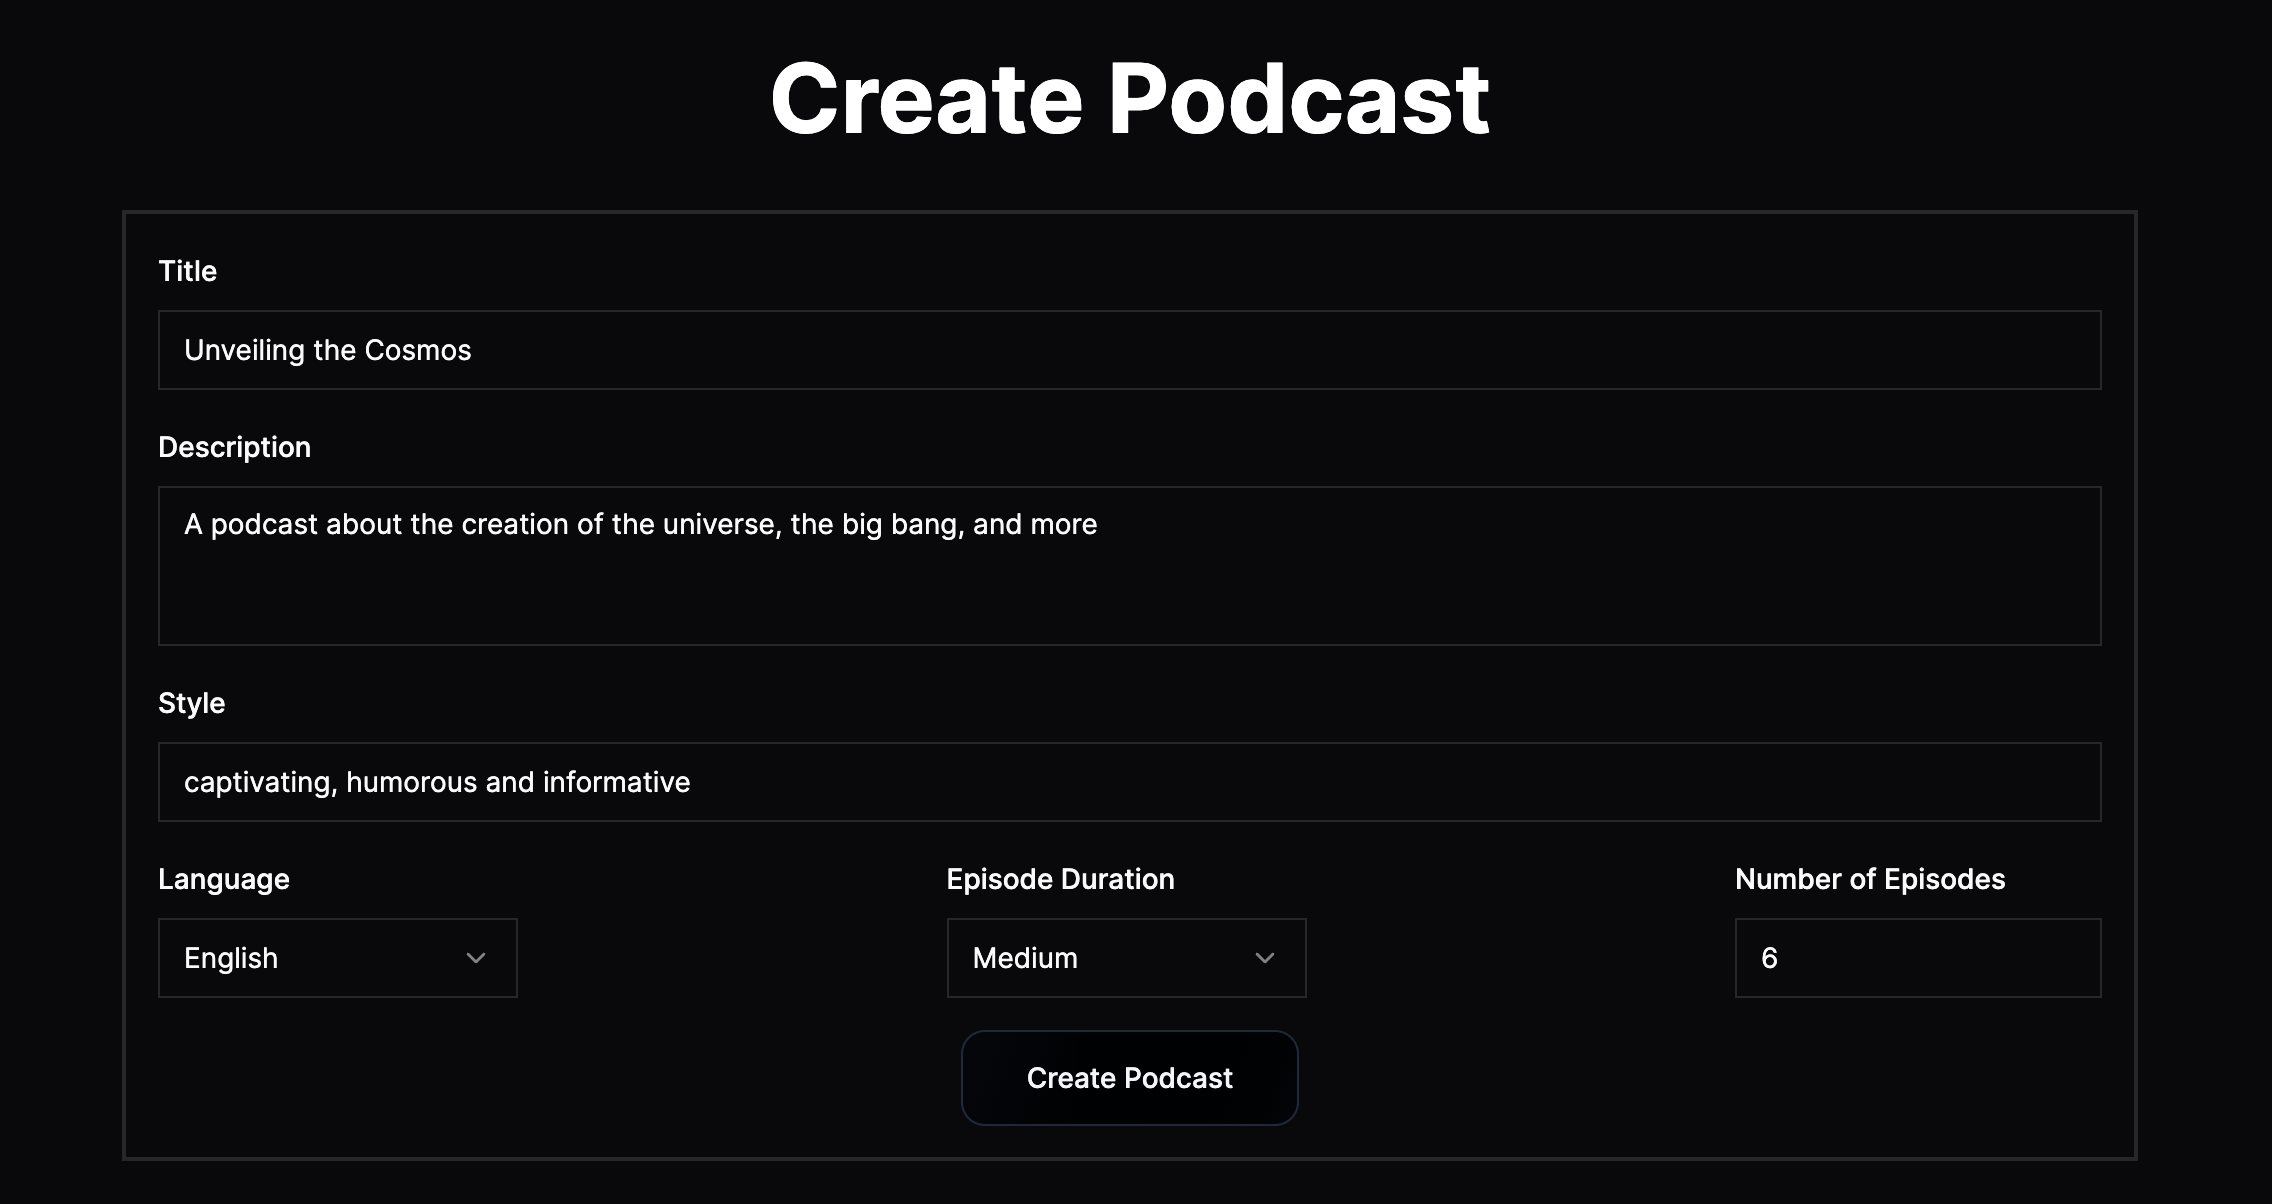 Create Podcast
Title
Unveiling the Cosmos
Description
A podcast about the creation of the universe, the big bang, and more
Style
captivating, humorous and informative
Language
Episode Duration
Number of Episodes
English
Medium
6
Create Podcast